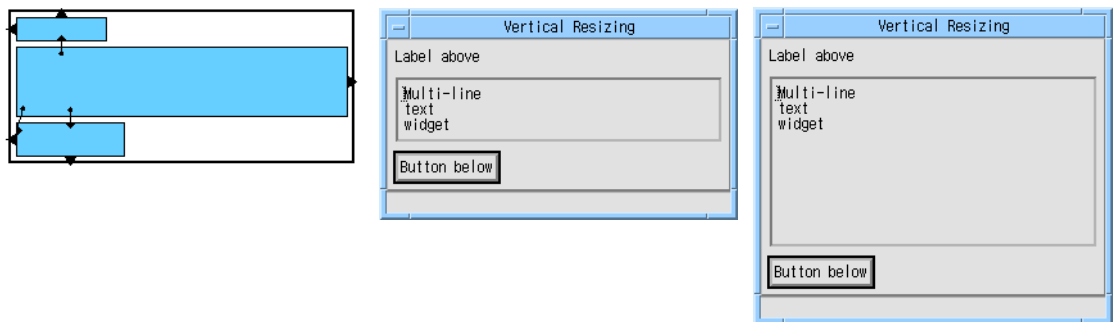 Vertical Resizing
Label above
Multi-line
text
widget
Button below
Vertical Resizing
Label above
Multi-line
text
widget
Button below